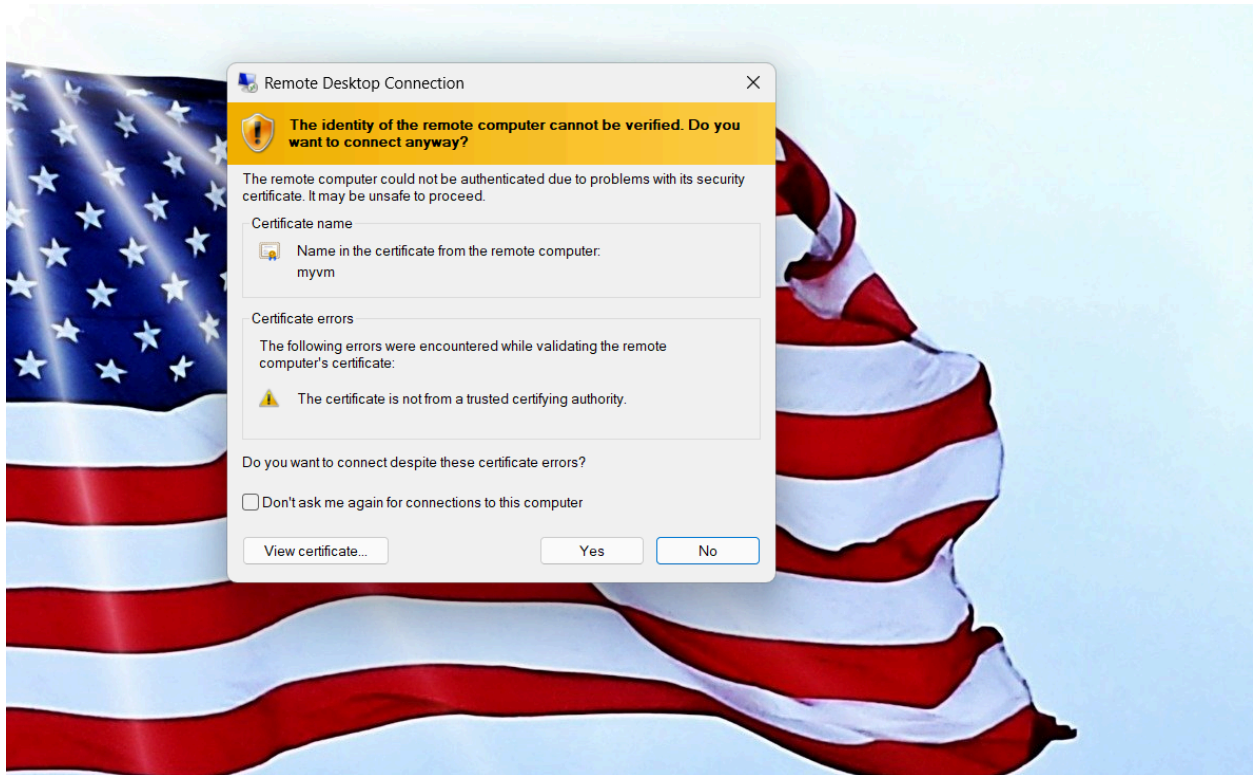 Remote Desktop Connection
The identity of the remote computer cannot be verified. Do you
want to connect anyway?
The remote computer could not be authenticated due to problems with its security
certificate. It may be unsafe to proceed.
Certificate name
Name in the certificate from the remote computer:
myvm
Certificate errors
The following errors were encountered while validating the remote
computer's certificate:
The certificate is not from a trusted certifying authority.
Do you want to connect despite these certificate errors?
Don't ask me again for connections to this computer
View certificate...
Yes
No